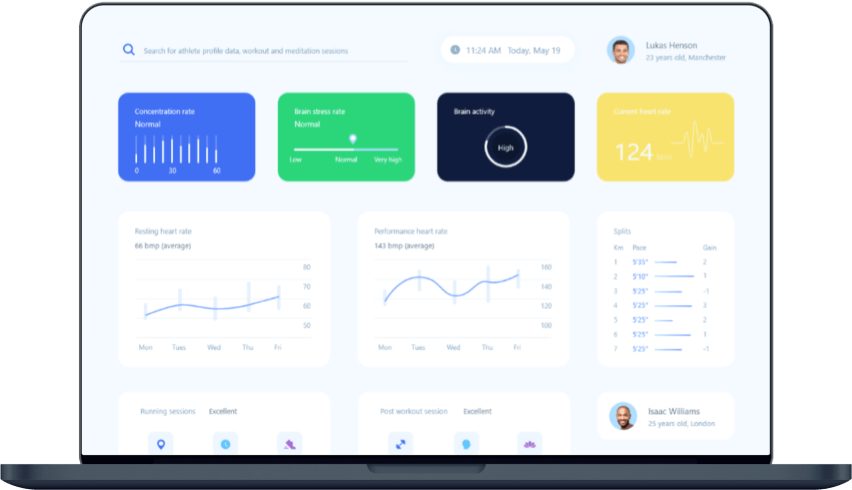 Search for athlete profile data, workout and meditation sessions
11:24 AM Today, May 19
Lukas Henson
23 years old, Manchester
Concentration rate
Normal
0 30 60
Brain stress rate
Normal
Low Normal Very high
Brain activity
High
Current heart rate
124 bpm
Resting heart rate
66 bmp (average)
80
70
60
50
Mon Tues Wed Thu Fri
Performance heart rate
143 bmp (average)
160
140
120
100
Mon Tues Wed Thu Fri
Splits
Km Pace Gain
1 5'35" 2
2 5'10" 1
3 5'25" -1
4 5'25" 3
5 5'25" 2
6 5'25" 1
7 5'25" -1
Running sessions Excellent
Post workout session Excellent
Isaac Williams
25 years old, London